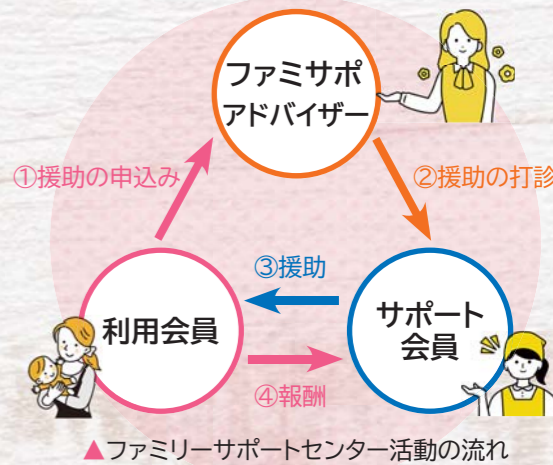 ファミサポ
アドバイザー
①援助の申込み
②援助の打診
③援助
利用会員
サポート
会員
④報酬
▲ファミリーサポートセンター活動の流れ